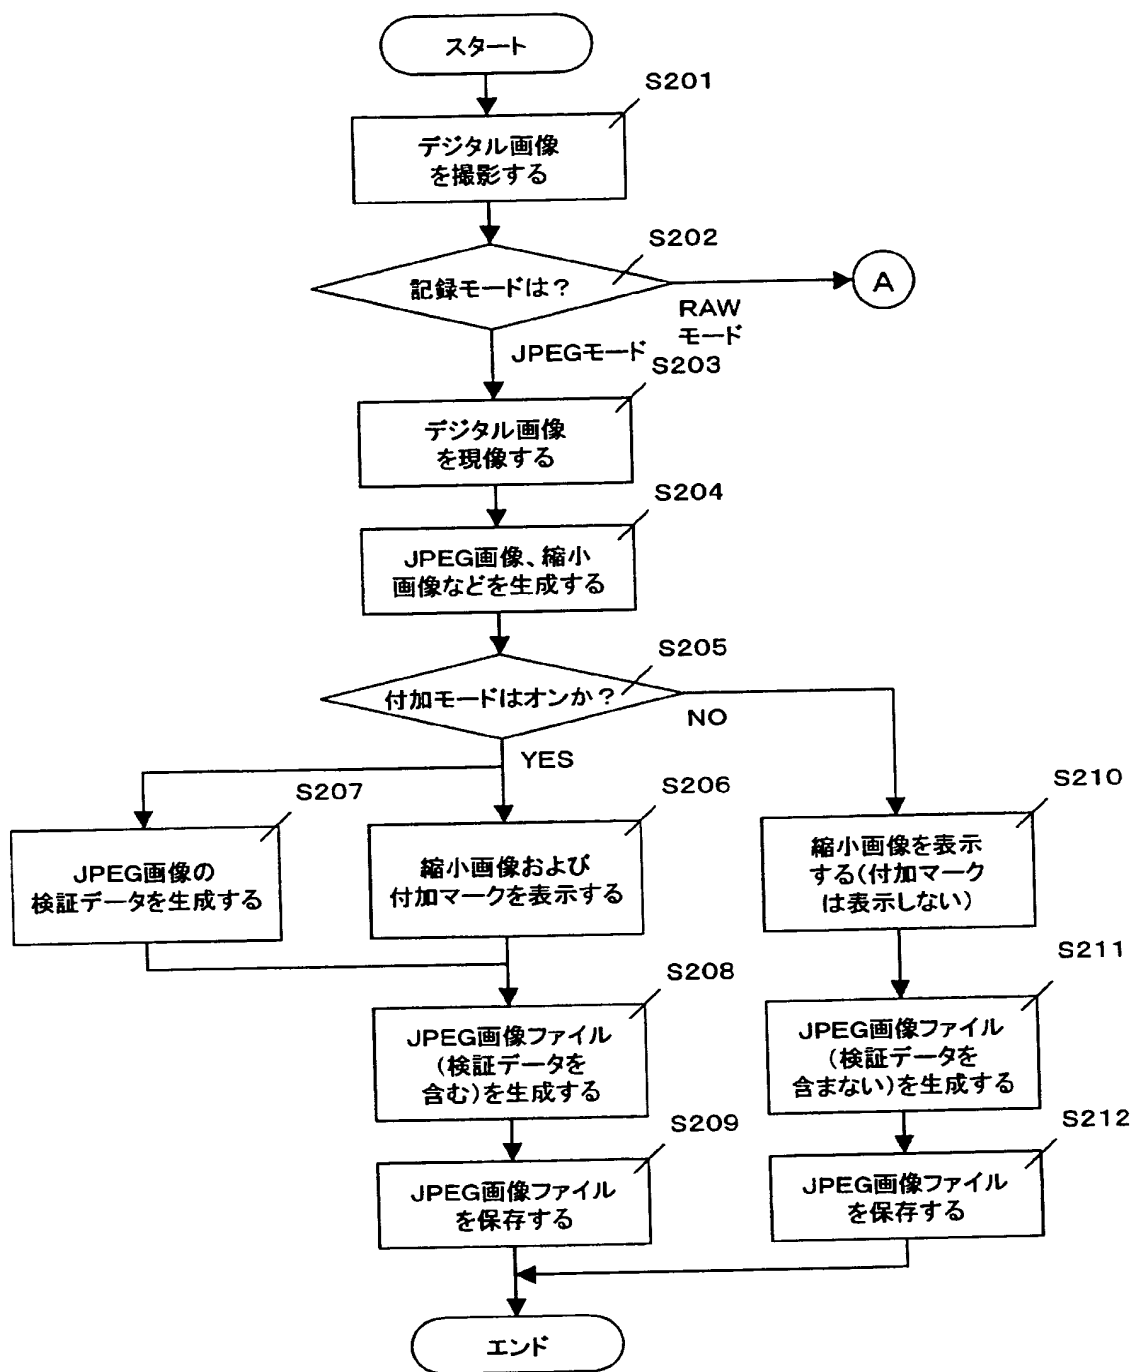 スタート
S201
デジタル画像
を撮影する
S202
記録モードは？
A
RAW
モード
JPEGモード
S203
デジタル画像
を現像する
S204
JPEG画像、縮小
画像などを生成する
S205
付加モードはオンか？
NO
YES
S207
JPEG画像の
検証データを生成する
S206
縮小画像および
付加マークを表示する
S210
縮小画像を表示
する（付加マーク
は表示しない）
S208
JPEG画像ファイル
（検証データを
含む）を生成する
S211
JPEG画像ファイル
（検証データを
含まない）を生成する
S209
JPEG画像ファイル
を保存する
S212
JPEG画像ファイル
を保存する
エンド